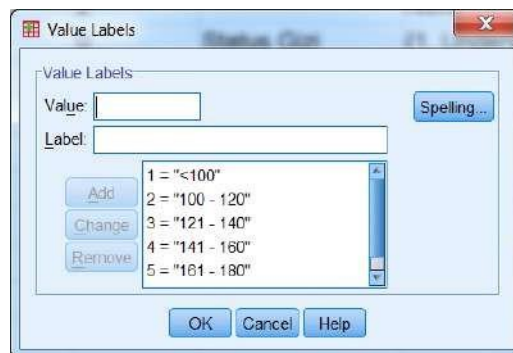 Value Labels
Value Labels
Value:
Spelling...
Label:
Add
Change
Remove
1 = "<100"
2 = "100 - 120"
3 = "121 - 140"
4 = "141 - 160"
5 = "161 - 180"
OK
Cancel
Help